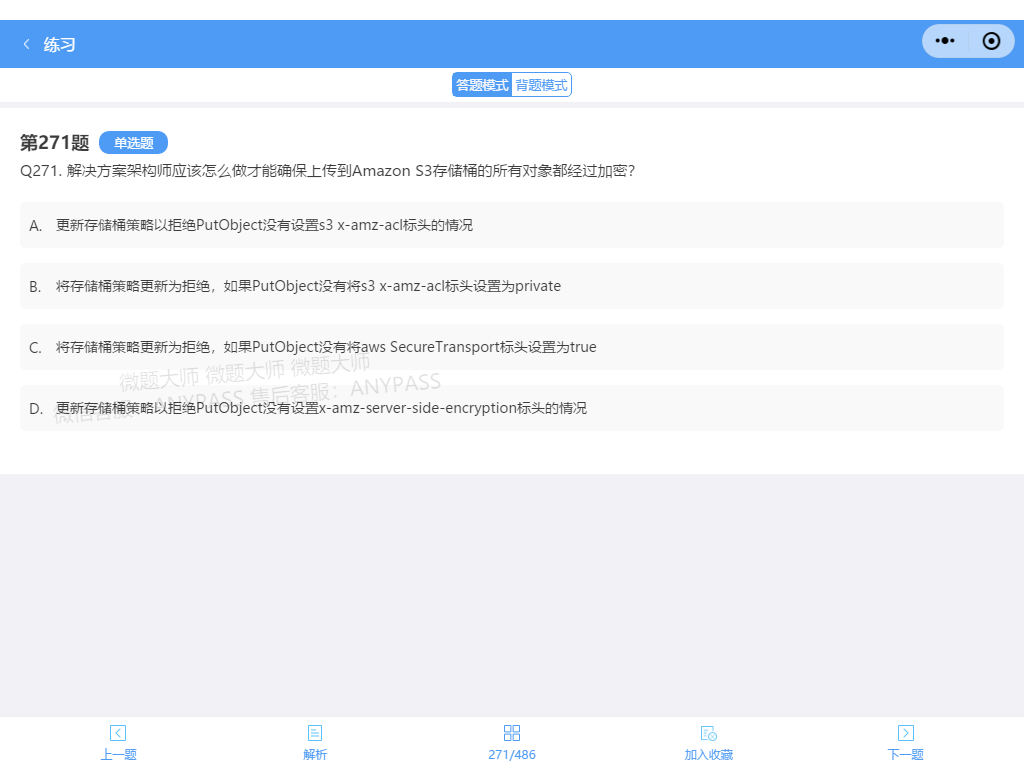 练习
答题模式 背题模式
第271题 单选题
Q271. 解决方案架构师应该怎么做才能确保上传到Amazon S3存储桶的所有对象都经过加密?
A. 更新存储桶策略以拒绝PutObject没有设置s3 x-amz-acl标头的情况
B. 将存储桶策略更新为拒绝，如果PutObject没有将s3 x-amz-acl标头设置为private
C. 将存储桶策略更新为拒绝，如果PutObject没有将aws SecureTransport标头设置为true
微题大师 微题大师 微题大师
ANYPASS 售后客服：ANYPASS
D. 更新存储桶策略以拒绝PutObject没有设置x-amz-server-side-encryption标头的情况
上一题 解析 271/486 加入收藏 下一题